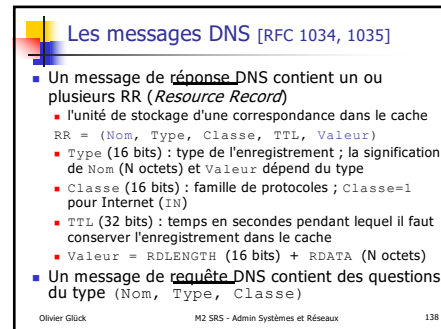 Les messages DNS [RFC 1034, 1035]
Un message de réponse DNS contient un ou
plusieurs RR (Resource Record)
l'unité de stockage d'une correspondance dans le cache
RR = (Nom, Type, Classe, TTL, Valeur)
Type (16 bits) : type de l'enregistrement ; la signification
de Nom (N octets) et Valeur dépend du type
Classe (16 bits) : famille de protocoles ; Classe=1
pour Internet (IN)
TTL (32 bits) : temps en secondes pendant lequel il faut
conserver l'enregistrement dans le cache
Valeur = RDLENGTH (16 bits) + RDATA (N octets)
Un message de requête DNS contient des questions
du type (Nom, Type, Classe)
Olivier Glück M2 SRS - Admin Systèmes et Réseaux 138